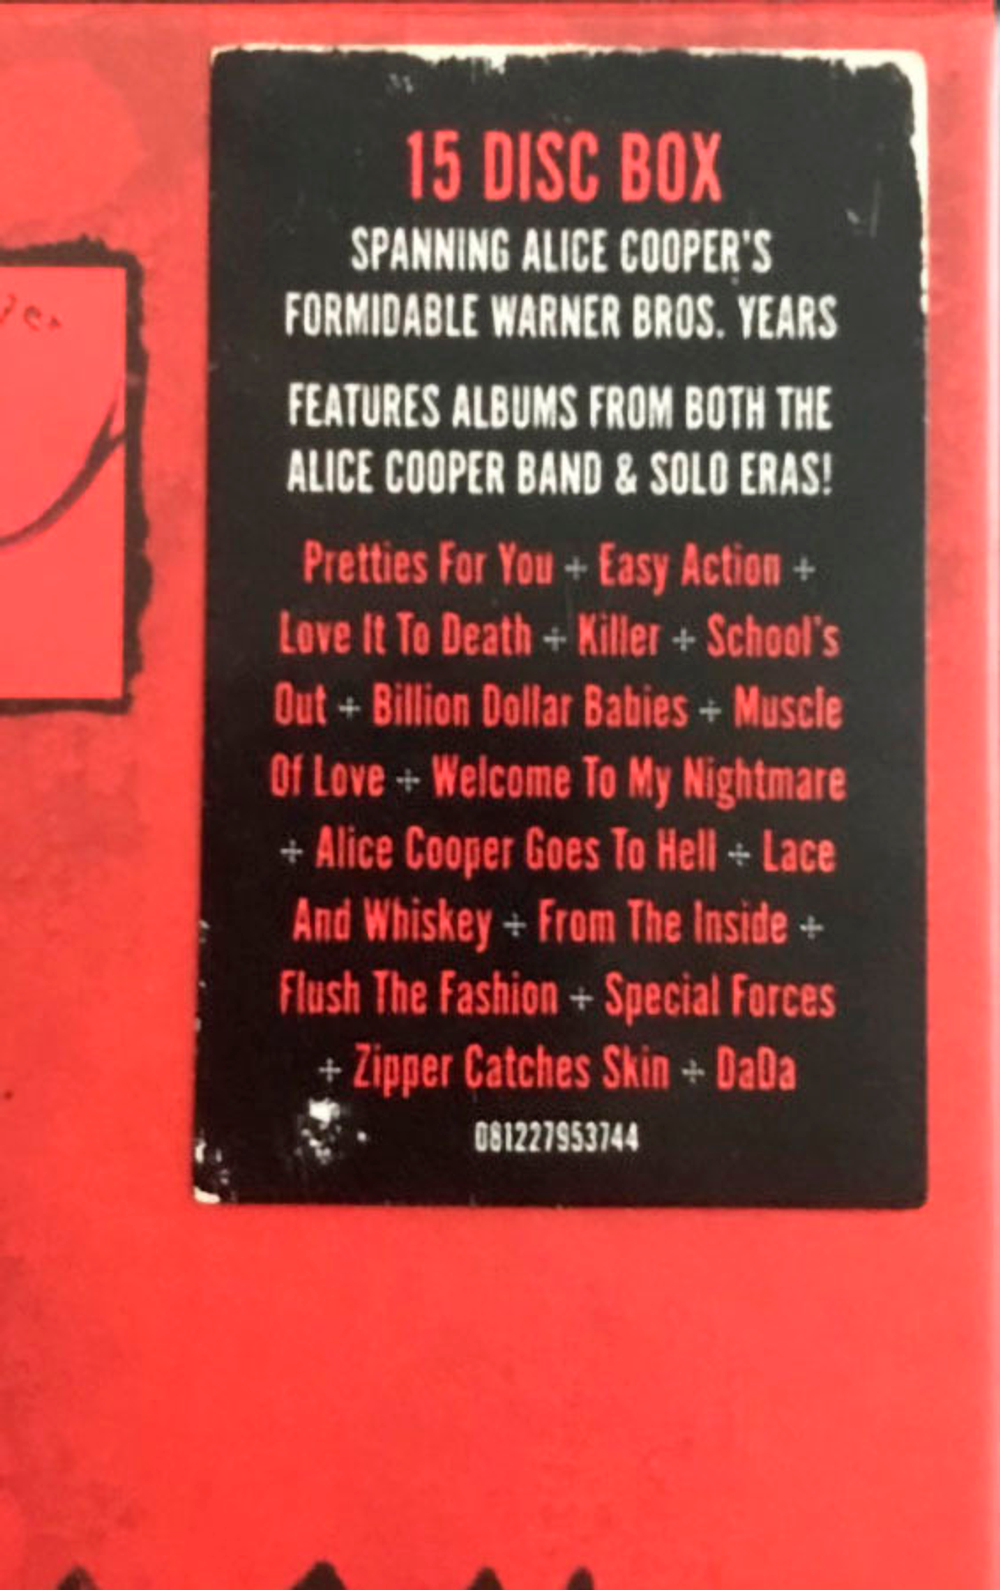 15 DISC BOX
SPANNING ALICE COOPER'S
FORMIDABLE WARNER BROS. YEARS
FEATURES ALBUMS FROM BOTH THE
ALICE COOPER BAND & SOLO ERAS!
Pretties For You + Easy Action +
Love It To Death + Killer + School's
Out + Billion Dollar Babies + Muscle
Of Love + Welcome To My Nightmare
+ Alice Cooper Goes To Hell + Lace
And Whiskey + From The Inside +
Flush The Fashion + Special Forces
+ Zipper Catches Skin + DaDa
081227953744